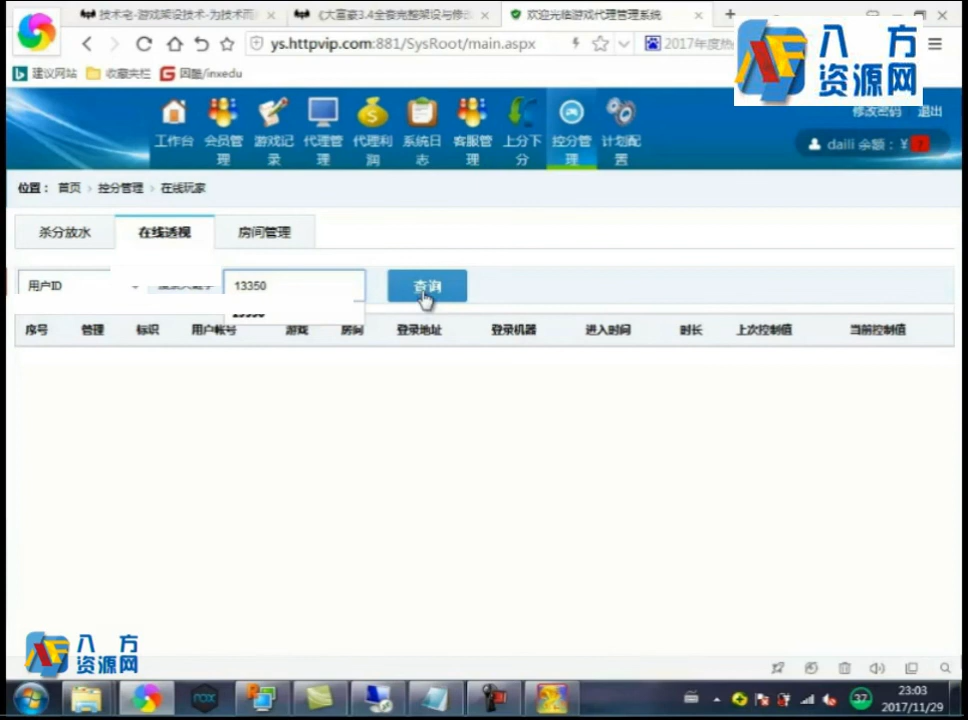 技术宅-游戏架设技术-为技术而
《大富豪3.4全套完整架设与修
欢迎光临游戏代理管理系统
ys.httpvip.com:881/SysRoot/main.aspx
2017年度热
八方
资源网
建议网站
收藏夹栏
因酷/inxedu
修改密码 退出
工作台 会员管理 游戏记录 代理管理 代理利润 系统日志 客服管理 上分下分 控分管理 计划配置
daili 余额：¥
位置： 首页 › 控分管理 › 在线玩家
杀分放水 在线透视 房间管理
用户ID 13350 查询
序号 管理 标识 用户帐号 游戏 房间 登录地址 登录机器 进入时间 时长 上次控制值 当前控制值
八方
资源网
37
23:03
2017/11/29